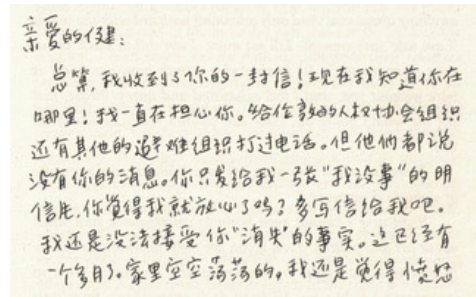 亲爱的健：
总算，我收到了你的一封信！现在我知道你在
哪里！我一直在担心你。给伦敦的人权协会组织
还有其他的避难组织打过电话。但他们都说
没有你的消息。你只发给我一张“我没事”的明
信片，你觉得我就放心了吗？多写信给我吧。
我还是没法接受你“消失”的事实。这已经有
一个多月了。家里空空荡荡的，我还是觉得愤怒